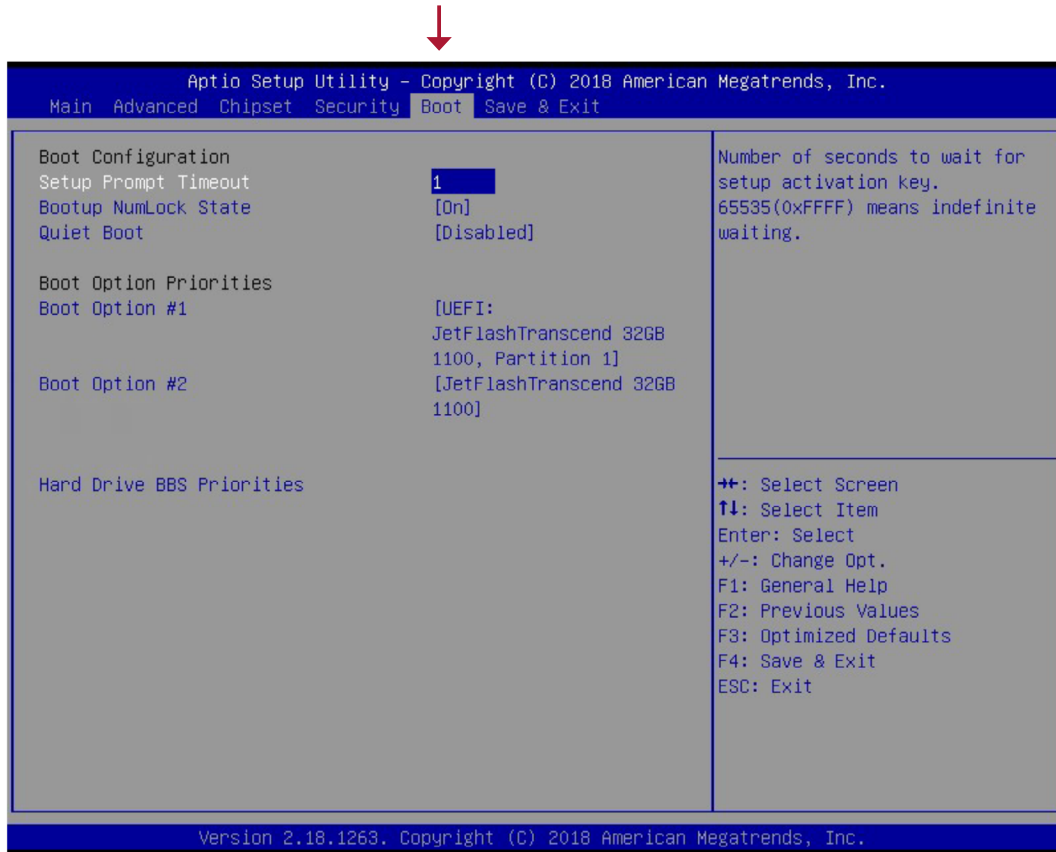 Aptio Setup Utility – Copyright (C) 2018 American Megatrends, Inc.
Main Advanced Chipset Security Boot Save & Exit
Boot Configuration
Setup Prompt Timeout 1
Bootup NumLock State [On]
Quiet Boot [Disabled]
Boot Option Priorities
Boot Option #1 [UEFI:
JetFlashTranscend 32GB
1100, Partition 1]
Boot Option #2 [JetFlashTranscend 32GB
1100]
Hard Drive BBS Priorities
Number of seconds to wait for
setup activation key.
65535(0xFFFF) means indefinite
waiting.
→←: Select Screen
↑↓: Select Item
Enter: Select
+/-: Change Opt.
F1: General Help
F2: Previous Values
F3: Optimized Defaults
F4: Save & Exit
ESC: Exit
Version 2.18.1263. Copyright (C) 2018 American Megatrends, Inc.